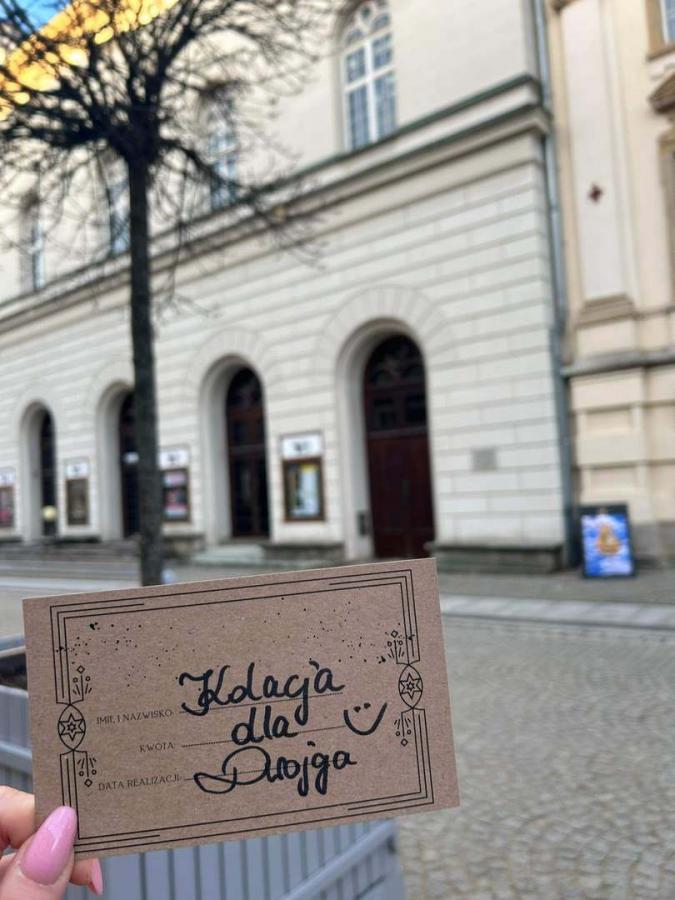 IMIĘ I NAZWISKO: Kolacja
KWOTA: dla
DATA REALIZACJI: Dwojga